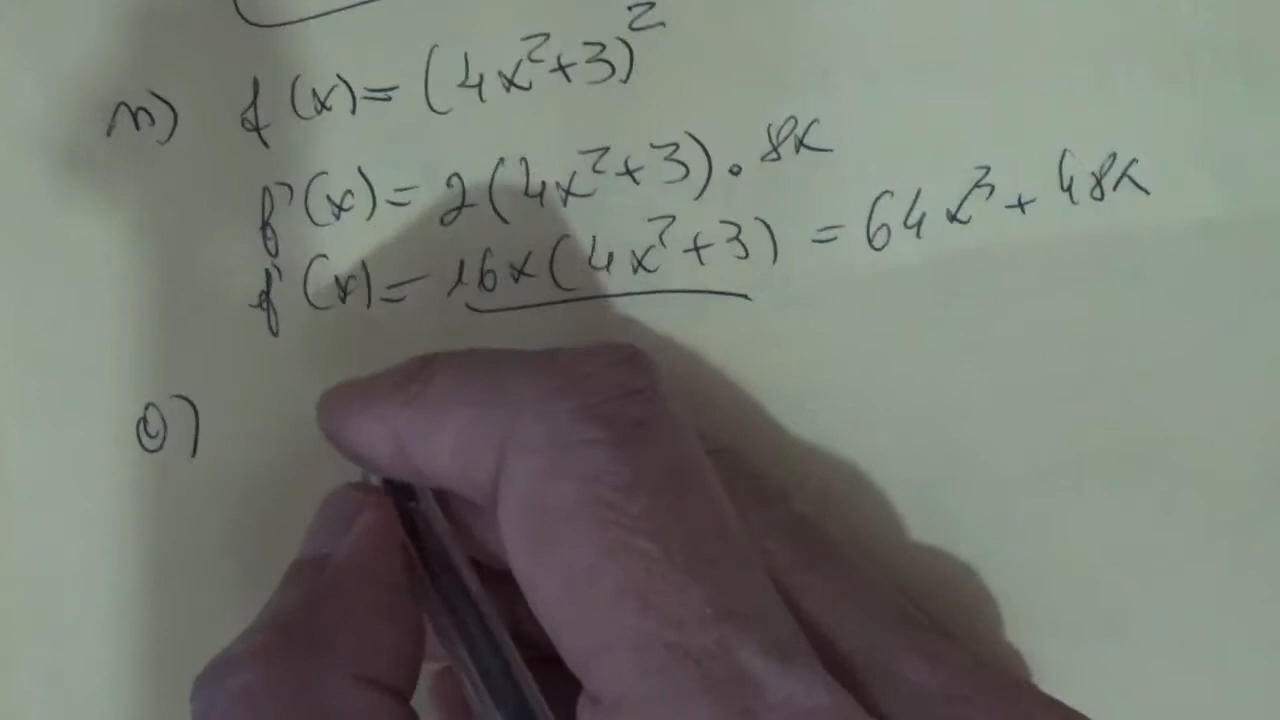 n) f(x)=(4x²+3)²
f'(x)=2(4x²+3)·8x
f'(x)=16x(4x²+3)=64x³+48x
o)